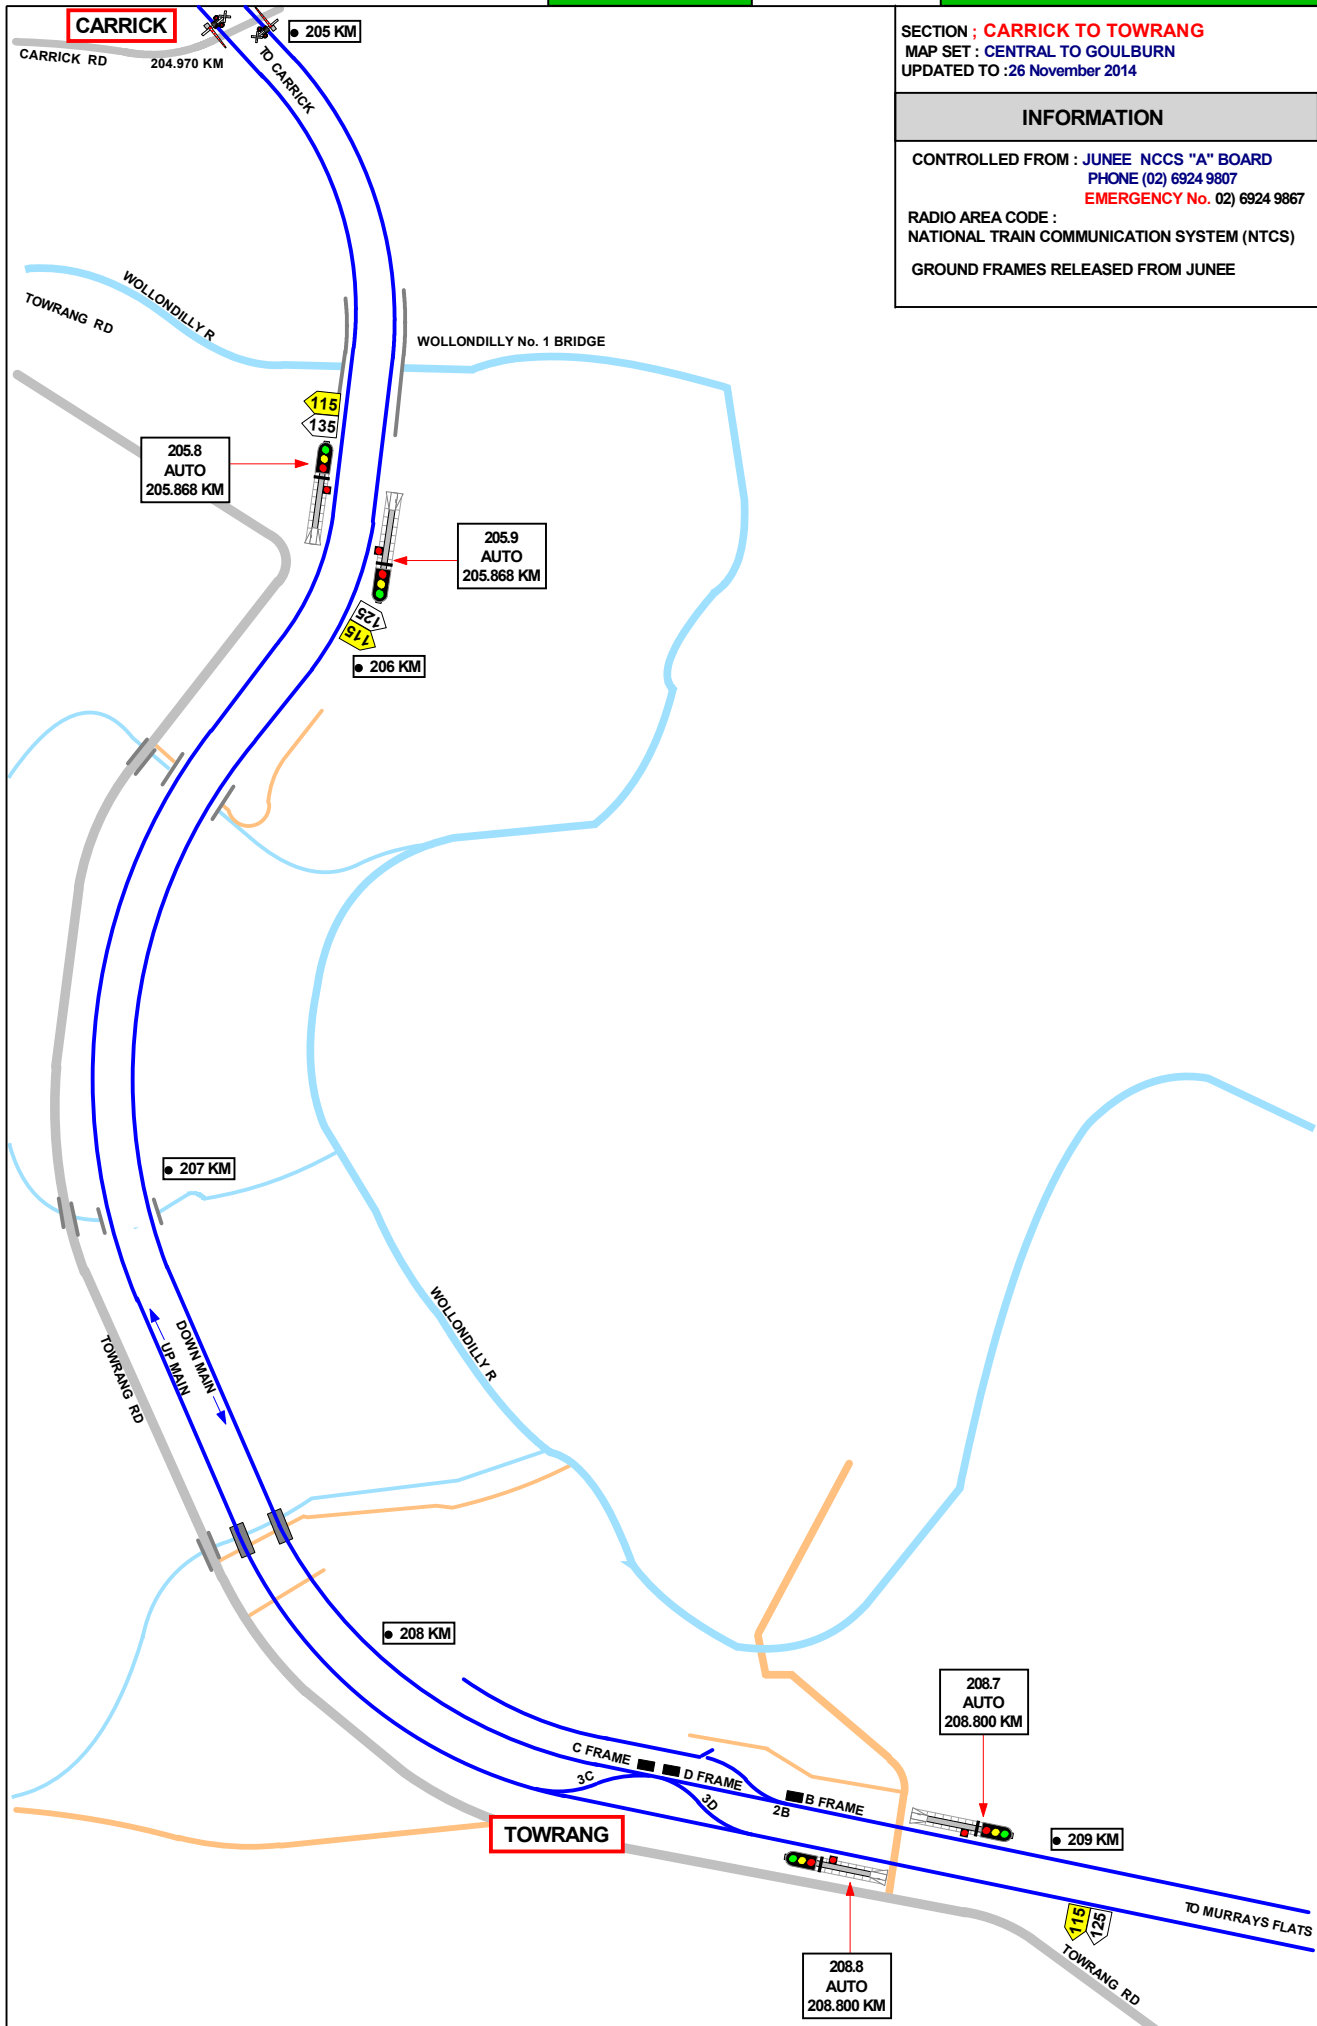 CARRICK
205 KM
CARRICK RD
204.970 KM
TO CARRICK
SECTION ; CARRICK TO TOWRANG
MAP SET : CENTRAL TO GOULBURN
UPDATED TO :26 November 2014
INFORMATION
CONTROLLED FROM : JUNEE NCCS "A" BOARD
PHONE (02) 6924 9807
EMERGENCY No. 02) 6924 9867
RADIO AREA CODE :
NATIONAL TRAIN COMMUNICATION SYSTEM (NTCS)
GROUND FRAMES RELEASED FROM JUNEE
WOLLONDILLY R
TOWRANG RD
WOLLONDILLY No. 1 BRIDGE
115
135
205.8
AUTO
205.868 KM
205.9
AUTO
205.868 KM
125
115
206 KM
207 KM
DOWN MAIN
UP MAIN
TOWRANG RD
WOLLONDILLY R
208 KM
208.7
AUTO
208.800 KM
C FRAME
D FRAME
B FRAME
3C
3D
2B
TOWRANG
209 KM
115
125
TO MURRAYS FLATS
TOWRANG RD
208.8
AUTO
208.800 KM